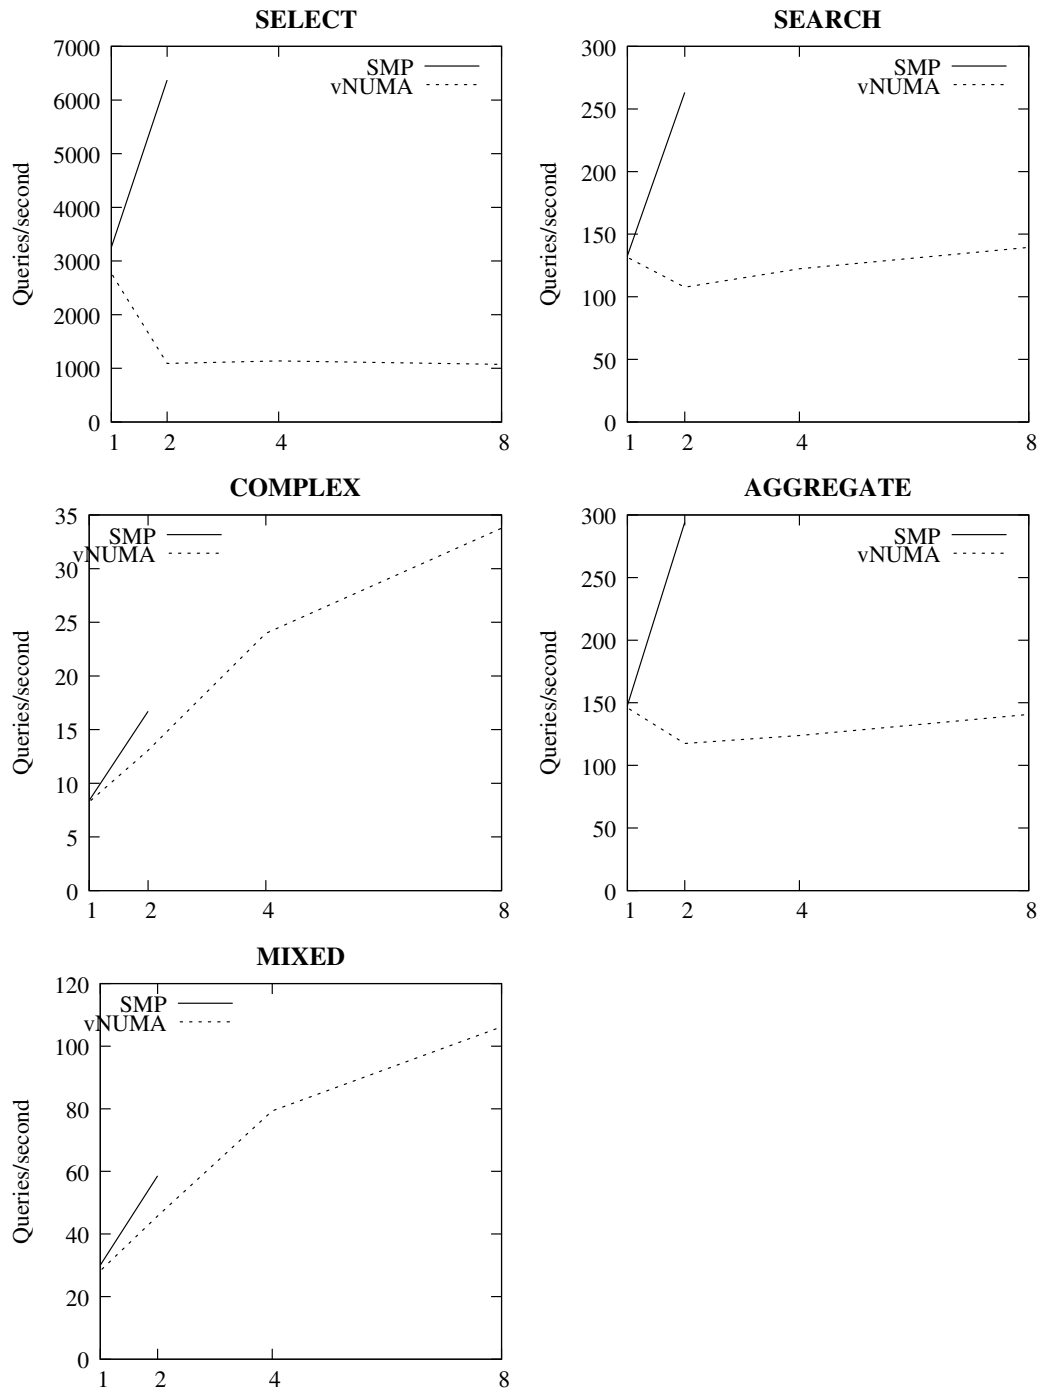 SELECT
7000
6000
5000
4000
3000
2000
1000
0
Queries/second
SMP
vNUMA
1 2 4 8
SEARCH
300
250
200
150
100
50
0
Queries/second
SMP
vNUMA
1 2 4 8
COMPLEX
35
30
25
20
15
10
5
0
Queries/second
SMP
vNUMA
1 2 4 8
AGGREGATE
300
250
200
150
100
50
0
Queries/second
SMP
vNUMA
1 2 4 8
MIXED
120
100
80
60
40
20
0
Queries/second
SMP
vNUMA
1 2 4 8